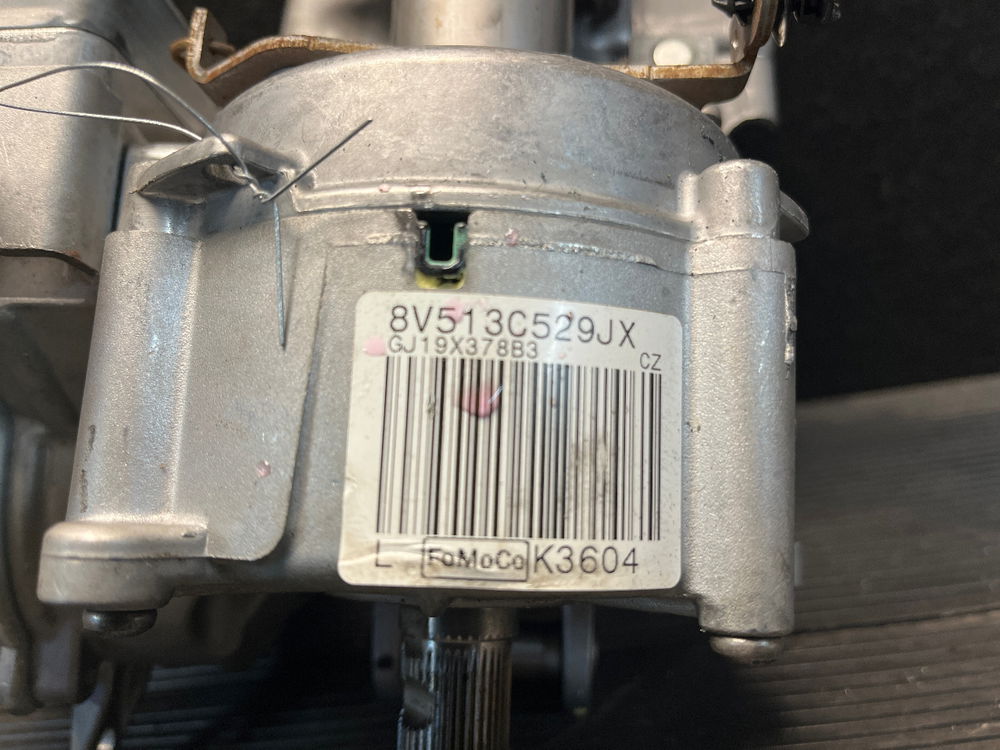 8V513C529JX
GJ19X378B3
CZ
L FoMoCo K3604